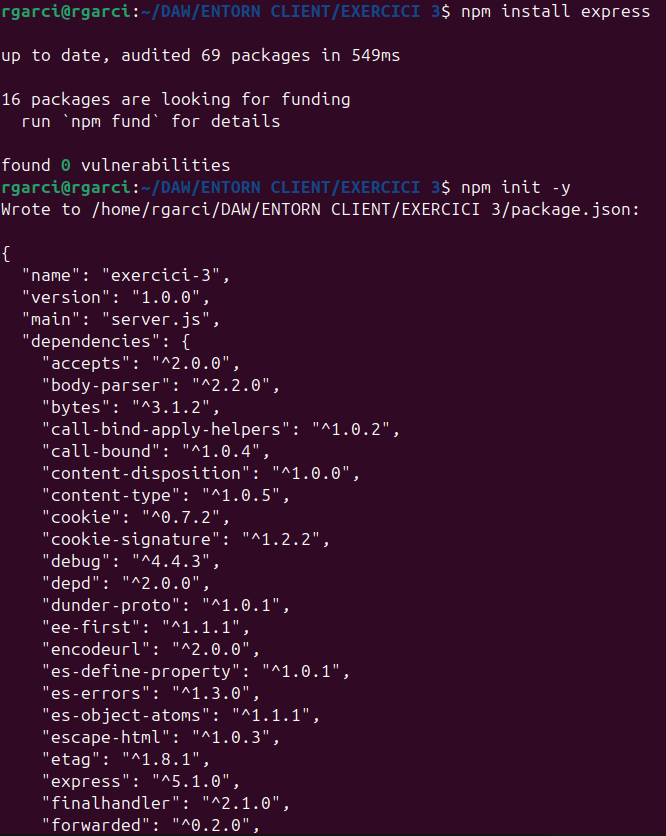 rgarci@rgarci:~/DAW/ENTORN CLIENT/EXERCICI 3$ npm install express
up to date, audited 69 packages in 549ms
16 packages are looking for funding
  run `npm fund` for details
found 0 vulnerabilities
rgarci@rgarci:~/DAW/ENTORN CLIENT/EXERCICI 3$ npm init -y
Wrote to /home/rgarci/DAW/ENTORN CLIENT/EXERCICI 3/package.json:
{
  "name": "exercici-3",
  "version": "1.0.0",
  "main": "server.js",
  "dependencies": {
    "accepts": "^2.0.0",
    "body-parser": "^2.2.0",
    "bytes": "^3.1.2",
    "call-bind-apply-helpers": "^1.0.2",
    "call-bound": "^1.0.4",
    "content-disposition": "^1.0.0",
    "content-type": "^1.0.5",
    "cookie": "^0.7.2",
    "cookie-signature": "^1.2.2",
    "debug": "^4.4.3",
    "depd": "^2.0.0",
    "dunder-proto": "^1.0.1",
    "ee-first": "^1.1.1",
    "encodeurl": "^2.0.0",
    "es-define-property": "^1.0.1",
    "es-errors": "^1.3.0",
    "es-object-atoms": "^1.1.1",
    "escape-html": "^1.0.3",
    "etag": "^1.8.1",
    "express": "^5.1.0",
    "finalhandler": "^2.1.0",
    "forwarded": "^0.2.0",